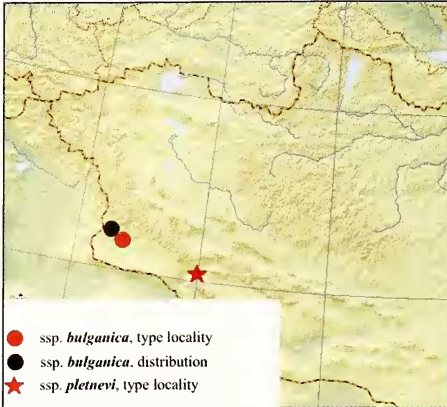 ssp. bulganica, type locality
ssp. bulganica. distribution
ssp. pletnevi, type locality